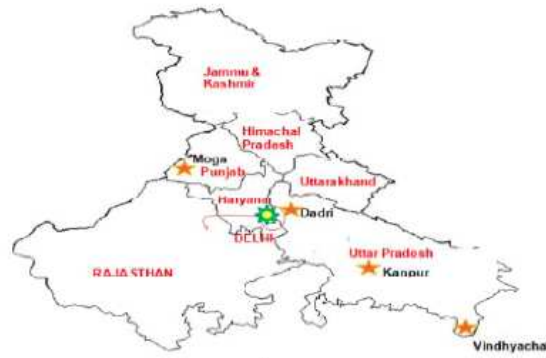 Jammu &
Kashmir
Himachal
Pradesh
Moga
Punjab
Uttarakhand
Haryana
Dadri
DELHI
Uttar Pradesh
RAJASTHAN
Kanpur
Vindhyacha